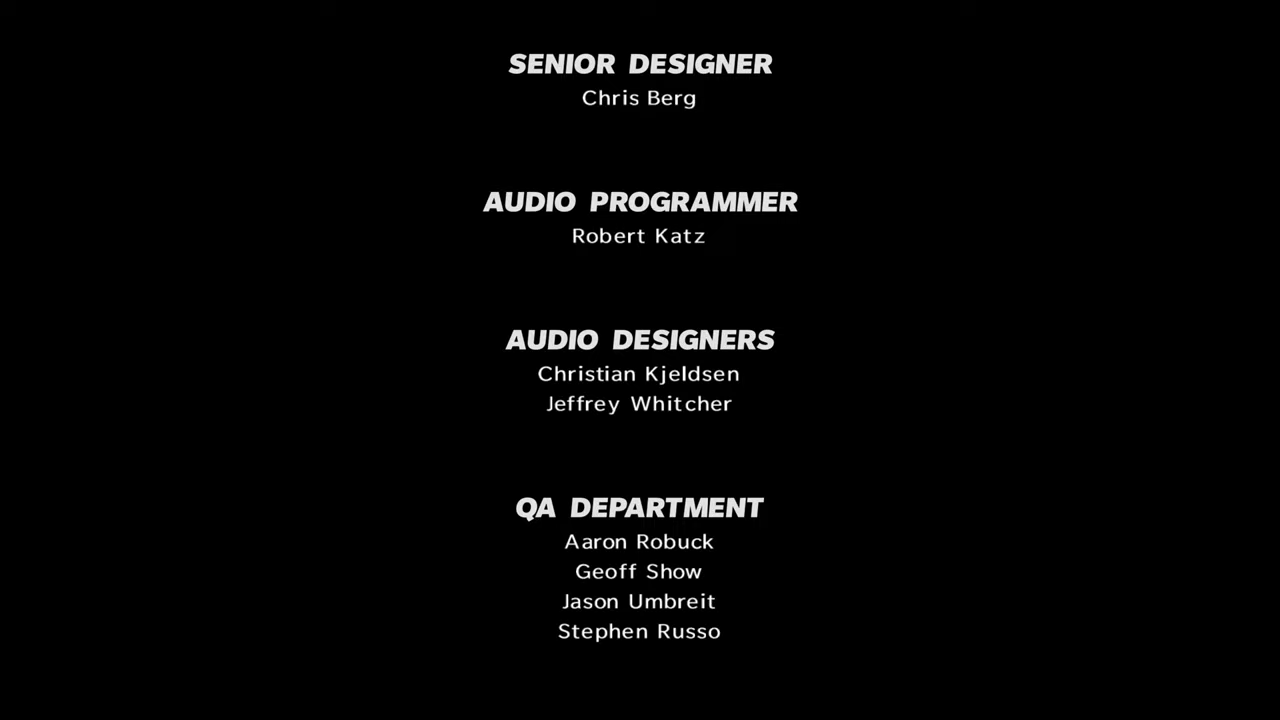 SENIOR DESIGNER
Chris Berg
AUDIO PROGRAMMER
Robert Katz
AUDIO DESIGNERS
Christian Kjeldsen
Jeffrey Whitcher
QA DEPARTMENT
Aaron Robuck
Geoff Show
Jason Umbreit
Stephen Russo